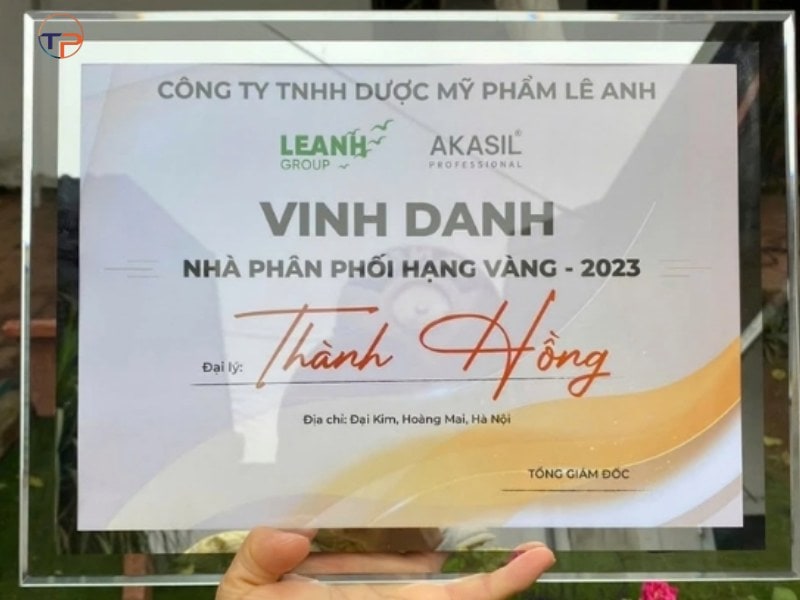 TP
CÔNG TY TNHH DƯỢC MỸ PHẨM LÊ ANH
LEANH
GROUP
AKASIL®
PROFESSIONAL
VINH DANH
NHÀ PHÂN PHỐI HẠNG VÀNG - 2023
Đại lý: Thành Hồng
Địa chỉ: Đại Kim, Hoàng Mai, Hà Nội
TỔNG GIÁM ĐỐC